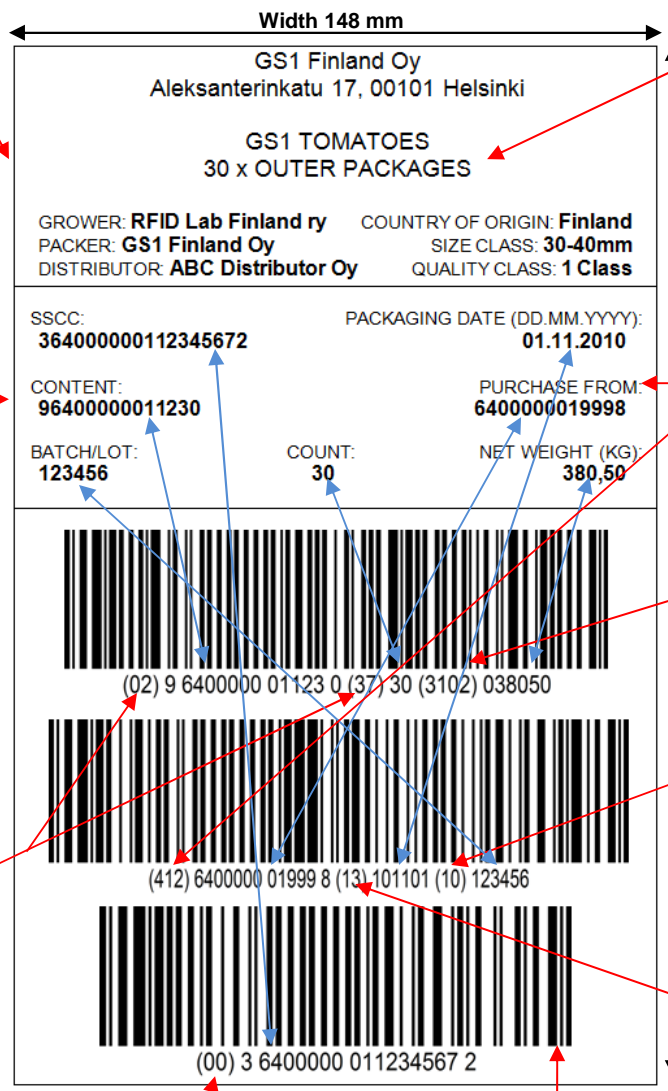 Width 148 mm
GS1 Finland Oy
Aleksanterinkatu 17, 00101 Helsinki
GS1 TOMATOES
30 x OUTER PACKAGES
GROWER: RFID Lab Finland ry COUNTRY OF ORIGIN: Finland
PACKER: GS1 Finland Oy SIZE CLASS: 30-40mm
DISTRIBUTOR: ABC Distributor Oy QUALITY CLASS: 1 Class
SSCC: PACKAGING DATE (DD.MM.YYYY):
364000000112345672 01.11.2010
CONTENT: PURCHASE FROM:
96400000011230 6400000019998
BATCH/LOT: COUNT: NET WEIGHT (KG):
123456 30 380,50
(02) 9 6400000 01123 0 (37) 30 (3102) 038050
(412) 6400000 01999 8 (13) 101101 (10) 123456
(00) 3 6400000 011234567 2